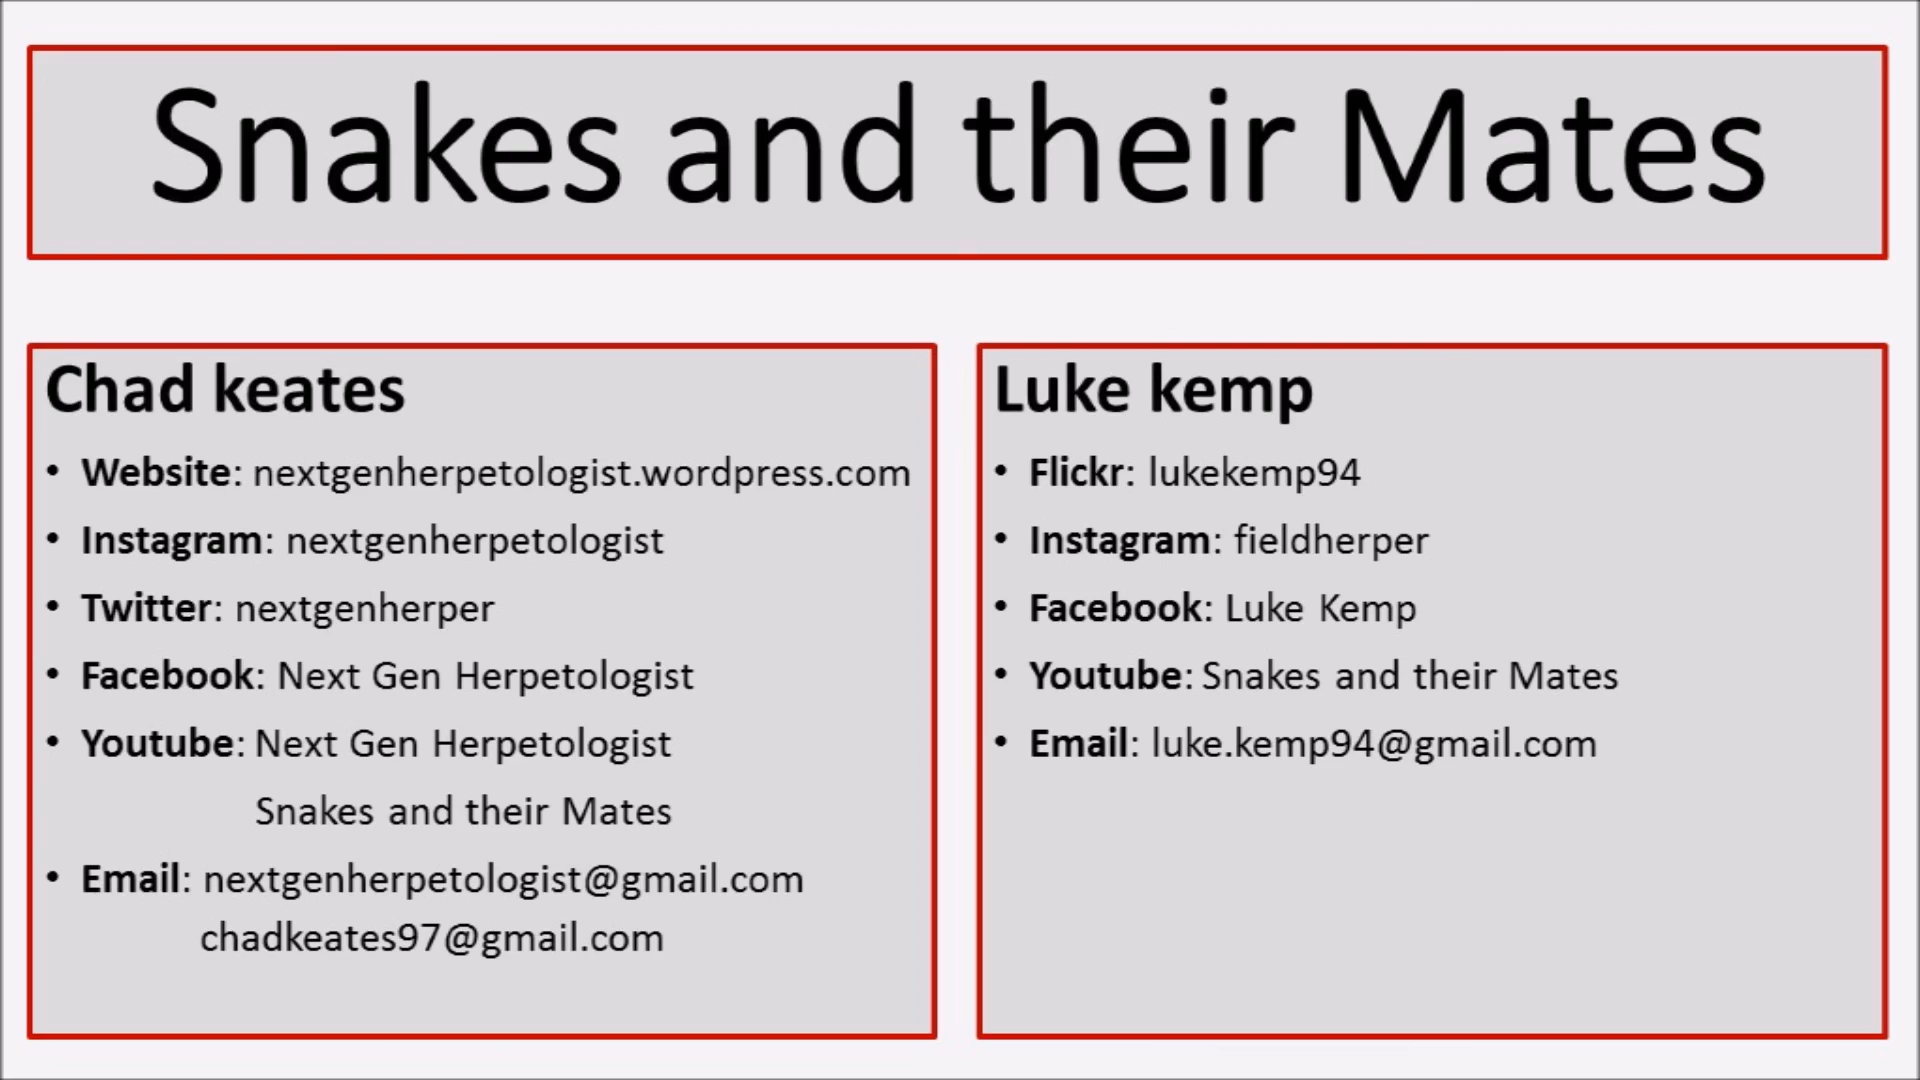 Snakes and their Mates
Chad keates
• Website: nextgenherpetologist.wordpress.com
• Instagram: nextgenherpetologist
• Twitter: nextgenherper
• Facebook: Next Gen Herpetologist
• Youtube: Next Gen Herpetologist
Snakes and their Mates
• Email: nextgenherpetologist@gmail.com
chadkeates97@gmail.com
Luke kemp
• Flickr: lukekemp94
• Instagram: fieldherper
• Facebook: Luke Kemp
• Youtube: Snakes and their Mates
• Email: luke.kemp94@gmail.com